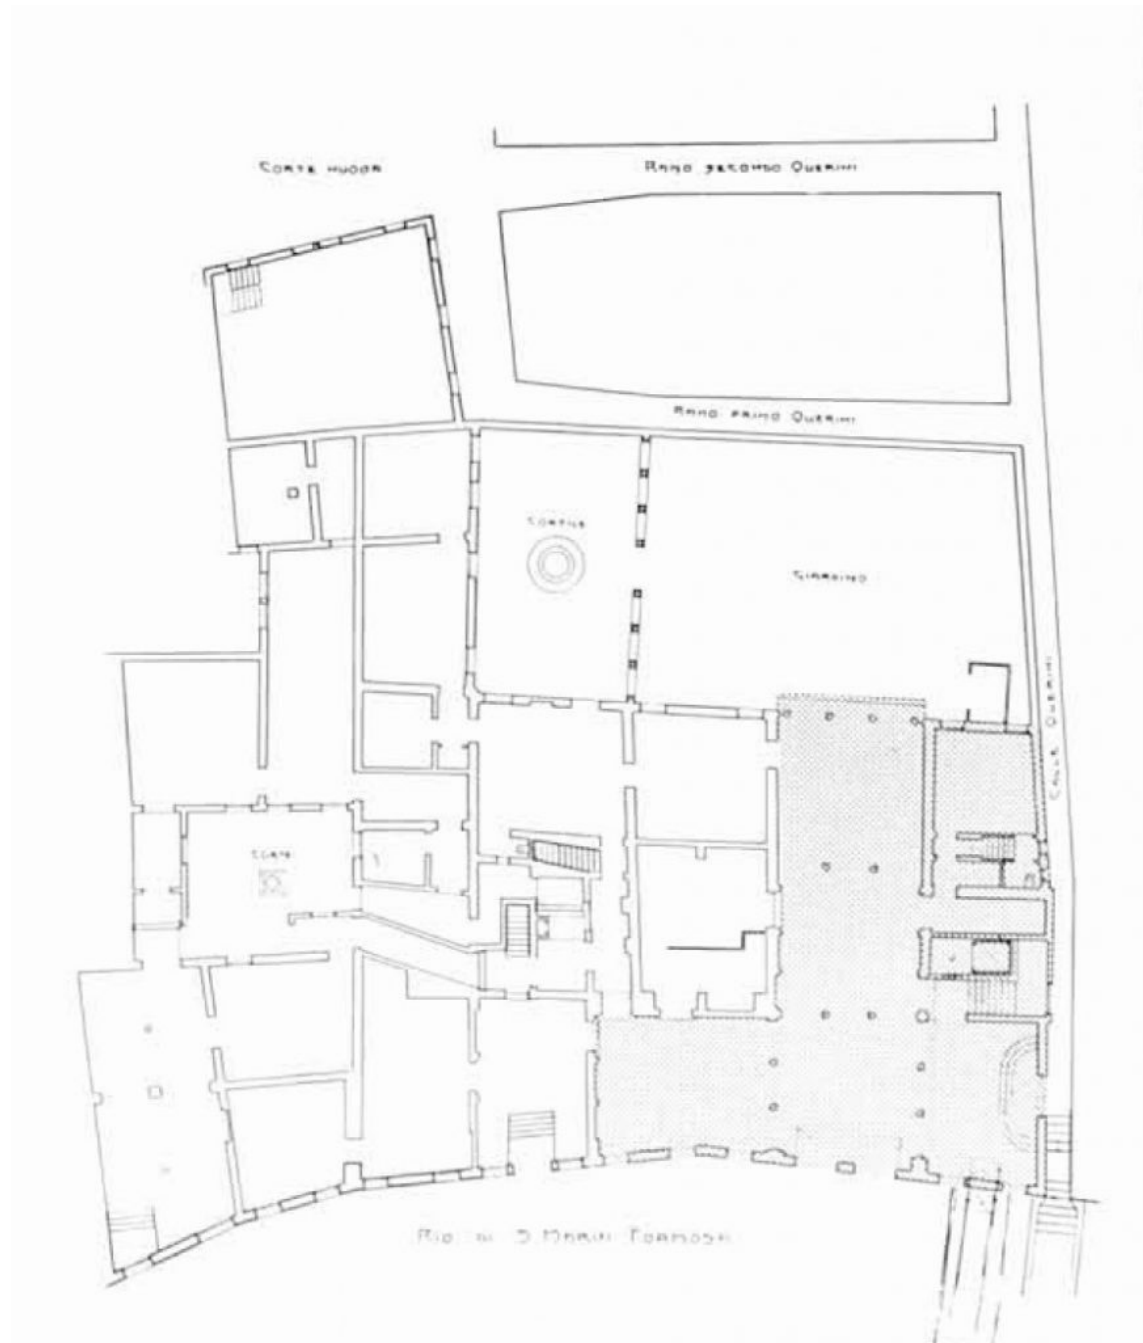 CORTE NUOVA
RAMO SECONDO QUERINI
RAMO PRIMO QUERINI
CORTILE
GIARDINO
CALLE QUERINI
CORTE
RIO DI S. MARIA FORMOSA